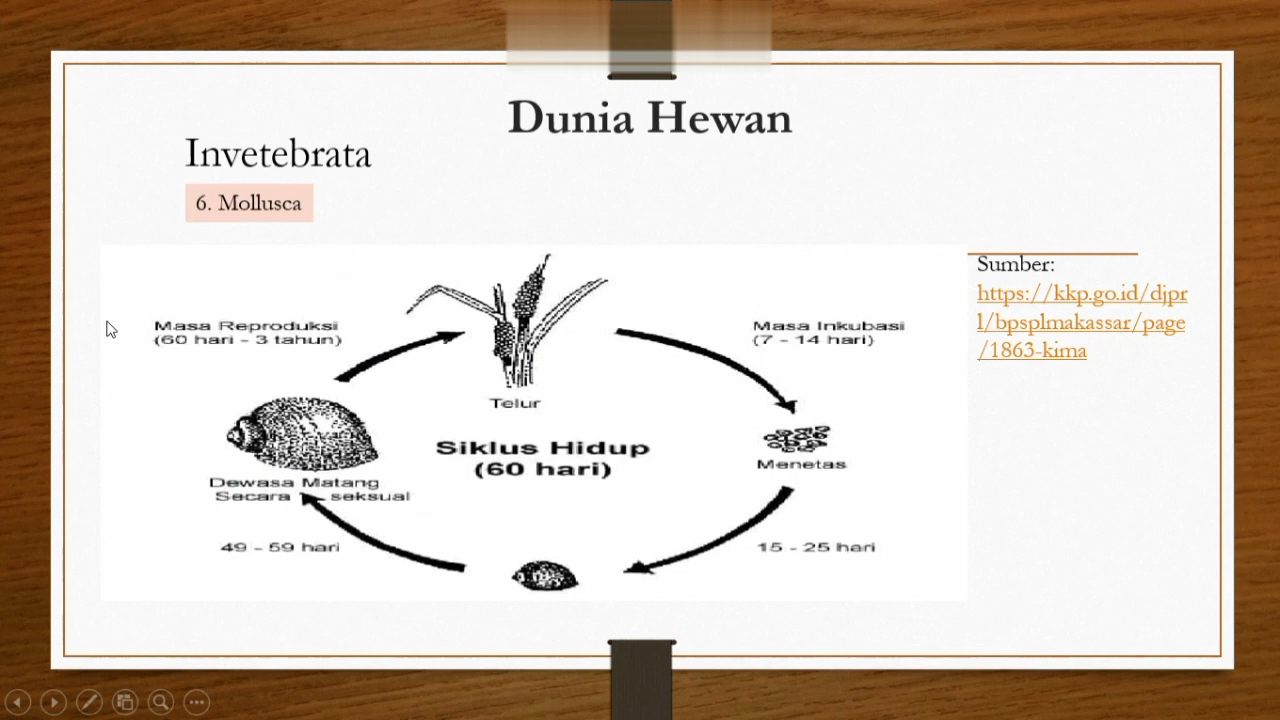 Dunia Hewan
Invetebrata
6. Mollusca
Sumber:
https://kkp.go.id/djpr
l/bpsplmakassar/page
/1863-kima
Masa Reproduksi
(60 hari - 3 tahun)
Masa Inkubasi
(7 - 14 hari)
Telur
Siklus Hidup
(60 hari)
Menetas
Dewasa Matang
Secara seksual
49 - 59 hari
15 - 25 hari